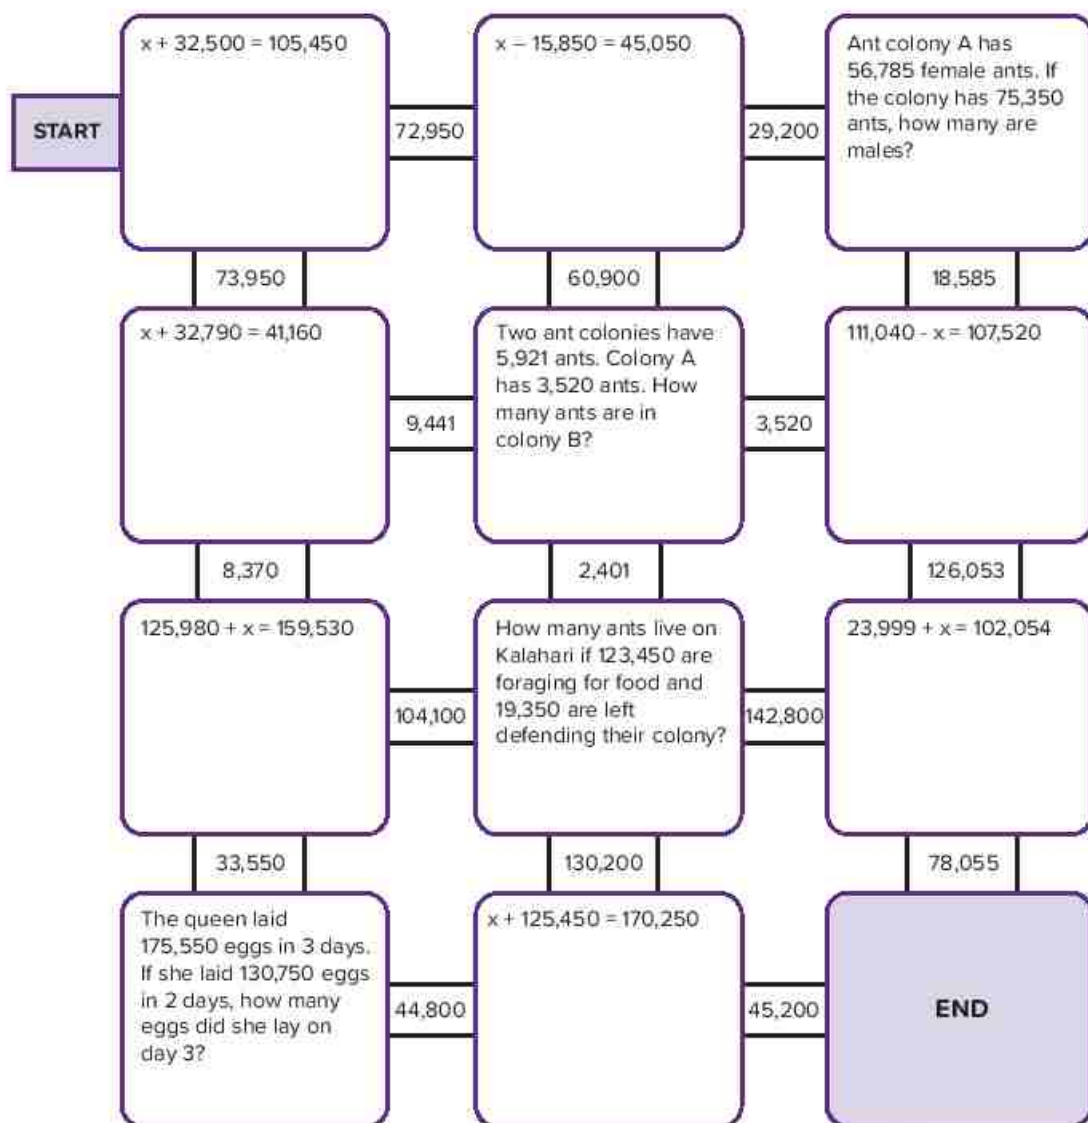 x + 32,500 = 105,450
x – 15,850 = 45,050
Ant colony A has
56,785 female ants. If
the colony has 75,350
ants, how many are
males?
START
72,950
29,200
73,950
60,900
18,585
x + 32,790 = 41,160
Two ant colonies have
5,921 ants. Colony A
has 3,520 ants. How
many ants are in
colony B?
111,040 - x = 107,520
9,441
3,520
8,370
2,401
126,053
125,980 + x = 159,530
How many ants live on
Kalahari if 123,450 are
foraging for food and
19,350 are left
defending their colony?
23,999 + x = 102,054
104,100
142,800
33,550
130,200
78,055
The queen laid
175,550 eggs in 3 days.
If she laid 130,750 eggs
in 2 days, how many
eggs did she lay on
day 3?
x + 125,450 = 170,250
44,800
45,200
END